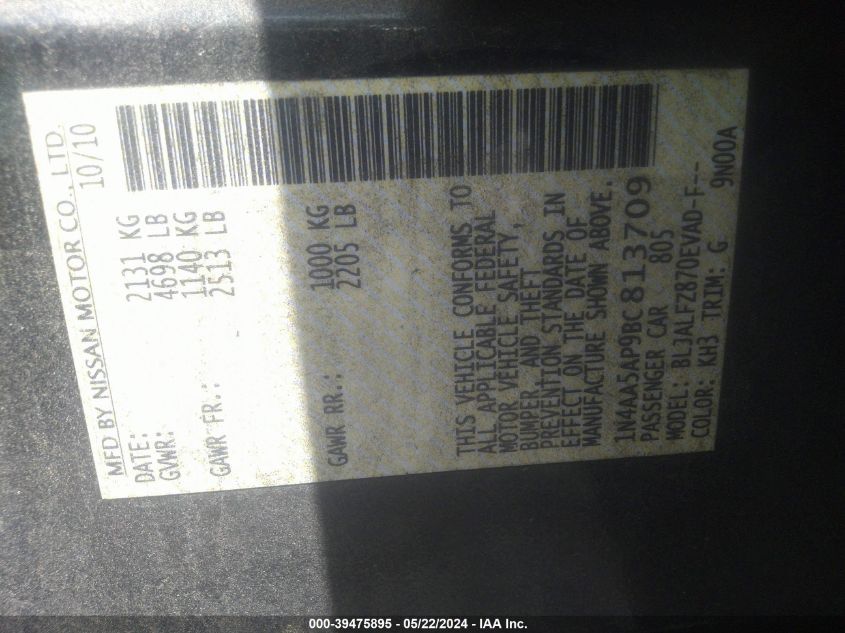 MFD BY NISSAN MOTOR CO., LTD.
DATE: 10/10
GVWR: 2131 KG
4698 LB
GAWR FR.: 1140 KG
2513 LB
GAWR RR.: 1000 KG
2205 LB
THIS VEHICLE CONFORMS TO
ALL APPLICABLE FEDERAL
MOTOR VEHICLE SAFETY,
BUMPER AND THEFT
PREVENTION STANDARDS IN
EFFECT ON THE DATE OF
MANUFACTURE SHOWN ABOVE.
1N4AA5AP9BC813709
PASSENGER CAR 805
MODEL: BL3ALFZ870EVAD-F---
COLOR: KH3 TRIM: G 9N00A
000-39475895 - 05/22/2024 - IAA Inc.